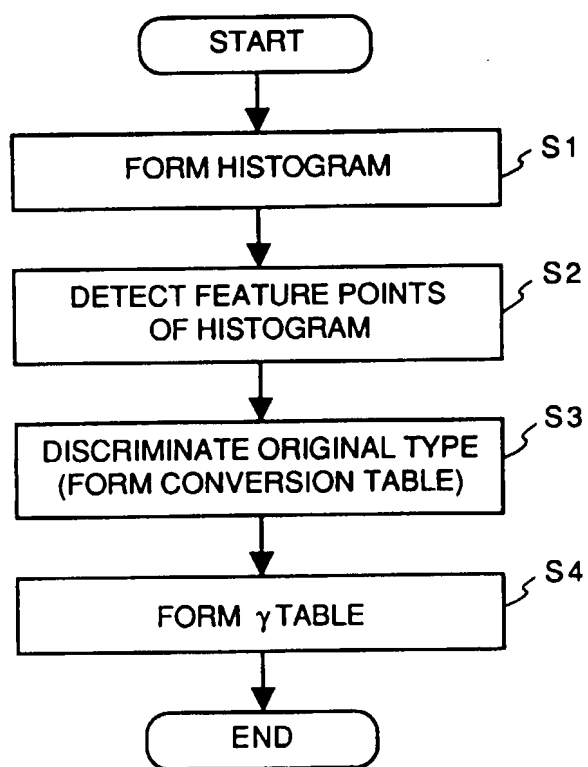 START
FORM HISTOGRAM
S1
DETECT FEATURE POINTS
OF HISTOGRAM
S2
DISCRIMINATE ORIGINAL TYPE
(FORM CONVERSION TABLE)
S3
FORM γ TABLE
S4
END